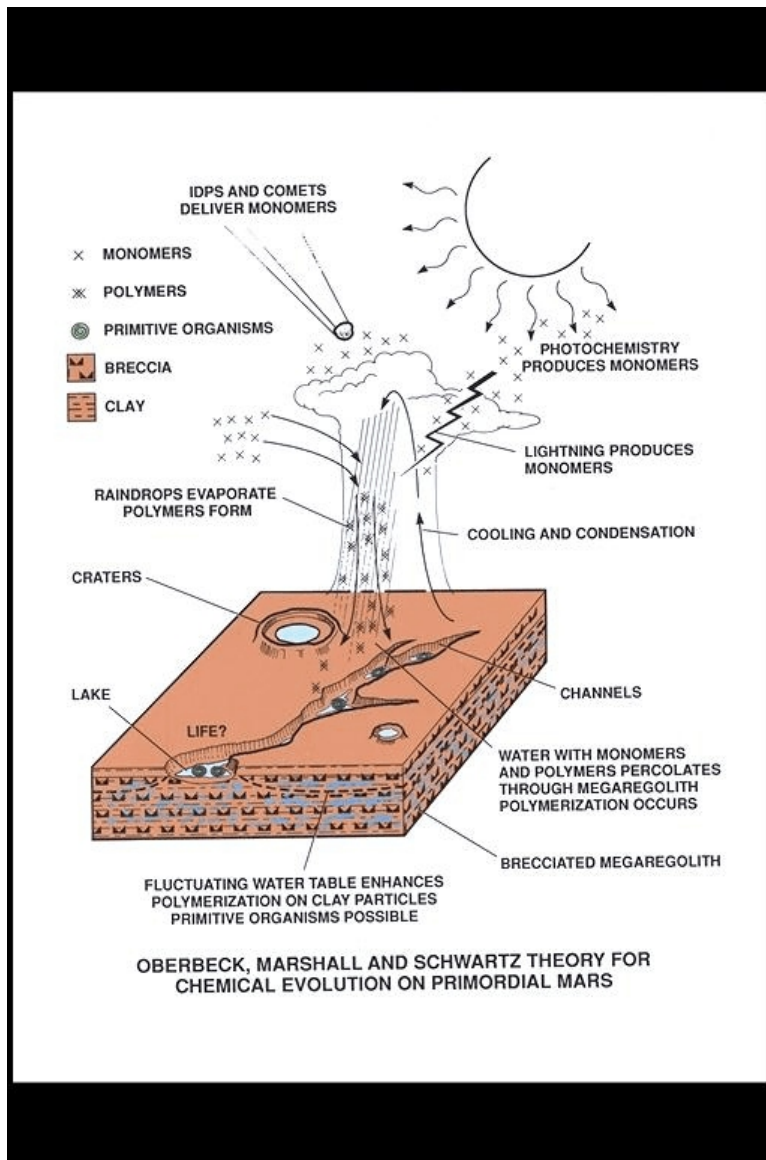 IDPS AND COMETS
DELIVER MONOMERS
MONOMERS
POLYMERS
PRIMITIVE ORGANISMS
BRECCIA
CLAY
PHOTOCHEMISTRY
PRODUCES MONOMERS
LIGHTNING PRODUCES
MONOMERS
RAINDROPS EVAPORATE
POLYMERS FORM
COOLING AND CONDENSATION
CRATERS
LAKE
LIFE?
CHANNELS
WATER WITH MONOMERS
AND POLYMERS PERCOLATES
THROUGH MEGAREGOLITH
POLYMERIZATION OCCURS
BRECCIATED MEGAREGOLITH
FLUCTUATING WATER TABLE ENHANCES
POLYMERIZATION ON CLAY PARTICLES
PRIMITIVE ORGANISMS POSSIBLE
OBERBECK, MARSHALL AND SCHWARTZ THEORY FOR
CHEMICAL EVOLUTION ON PRIMORDIAL MARS